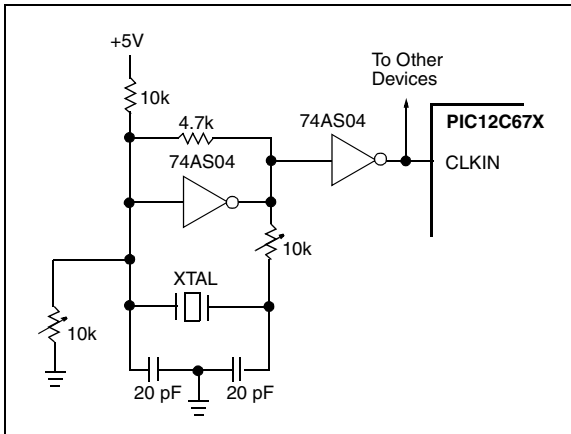 +5V
To Other
Devices
10k
4.7k
74AS04
PIC12C67X
74AS04
CLKIN
10k
XTAL
10k
20 pF
20 pF